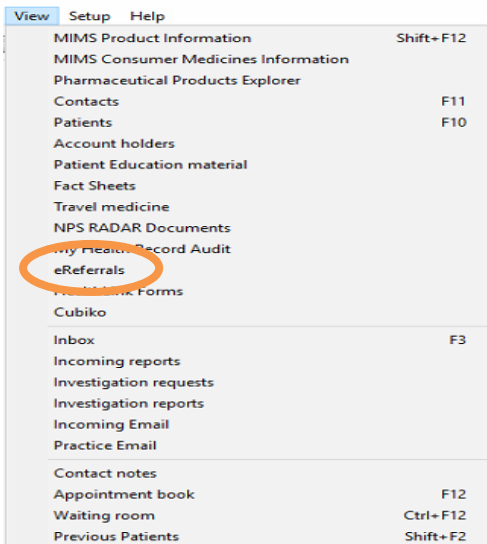 View Setup Help
MIMS Product Information Shift+F12
MIMS Consumer Medicines Information
Pharmaceutical Products Explorer
Contacts F11
Patients F10
Account holders
Patient Education material
Fact Sheets
Travel medicine
NPS RADAR Documents
My Health Record Audit
eReferrals
Forms
Cubiko
Inbox F3
Incoming reports
Investigation requests
Investigation reports
Incoming Email
Practice Email
Contact notes
Appointment book F12
Waiting room Ctrl+F12
Previous Patients Shift+F2